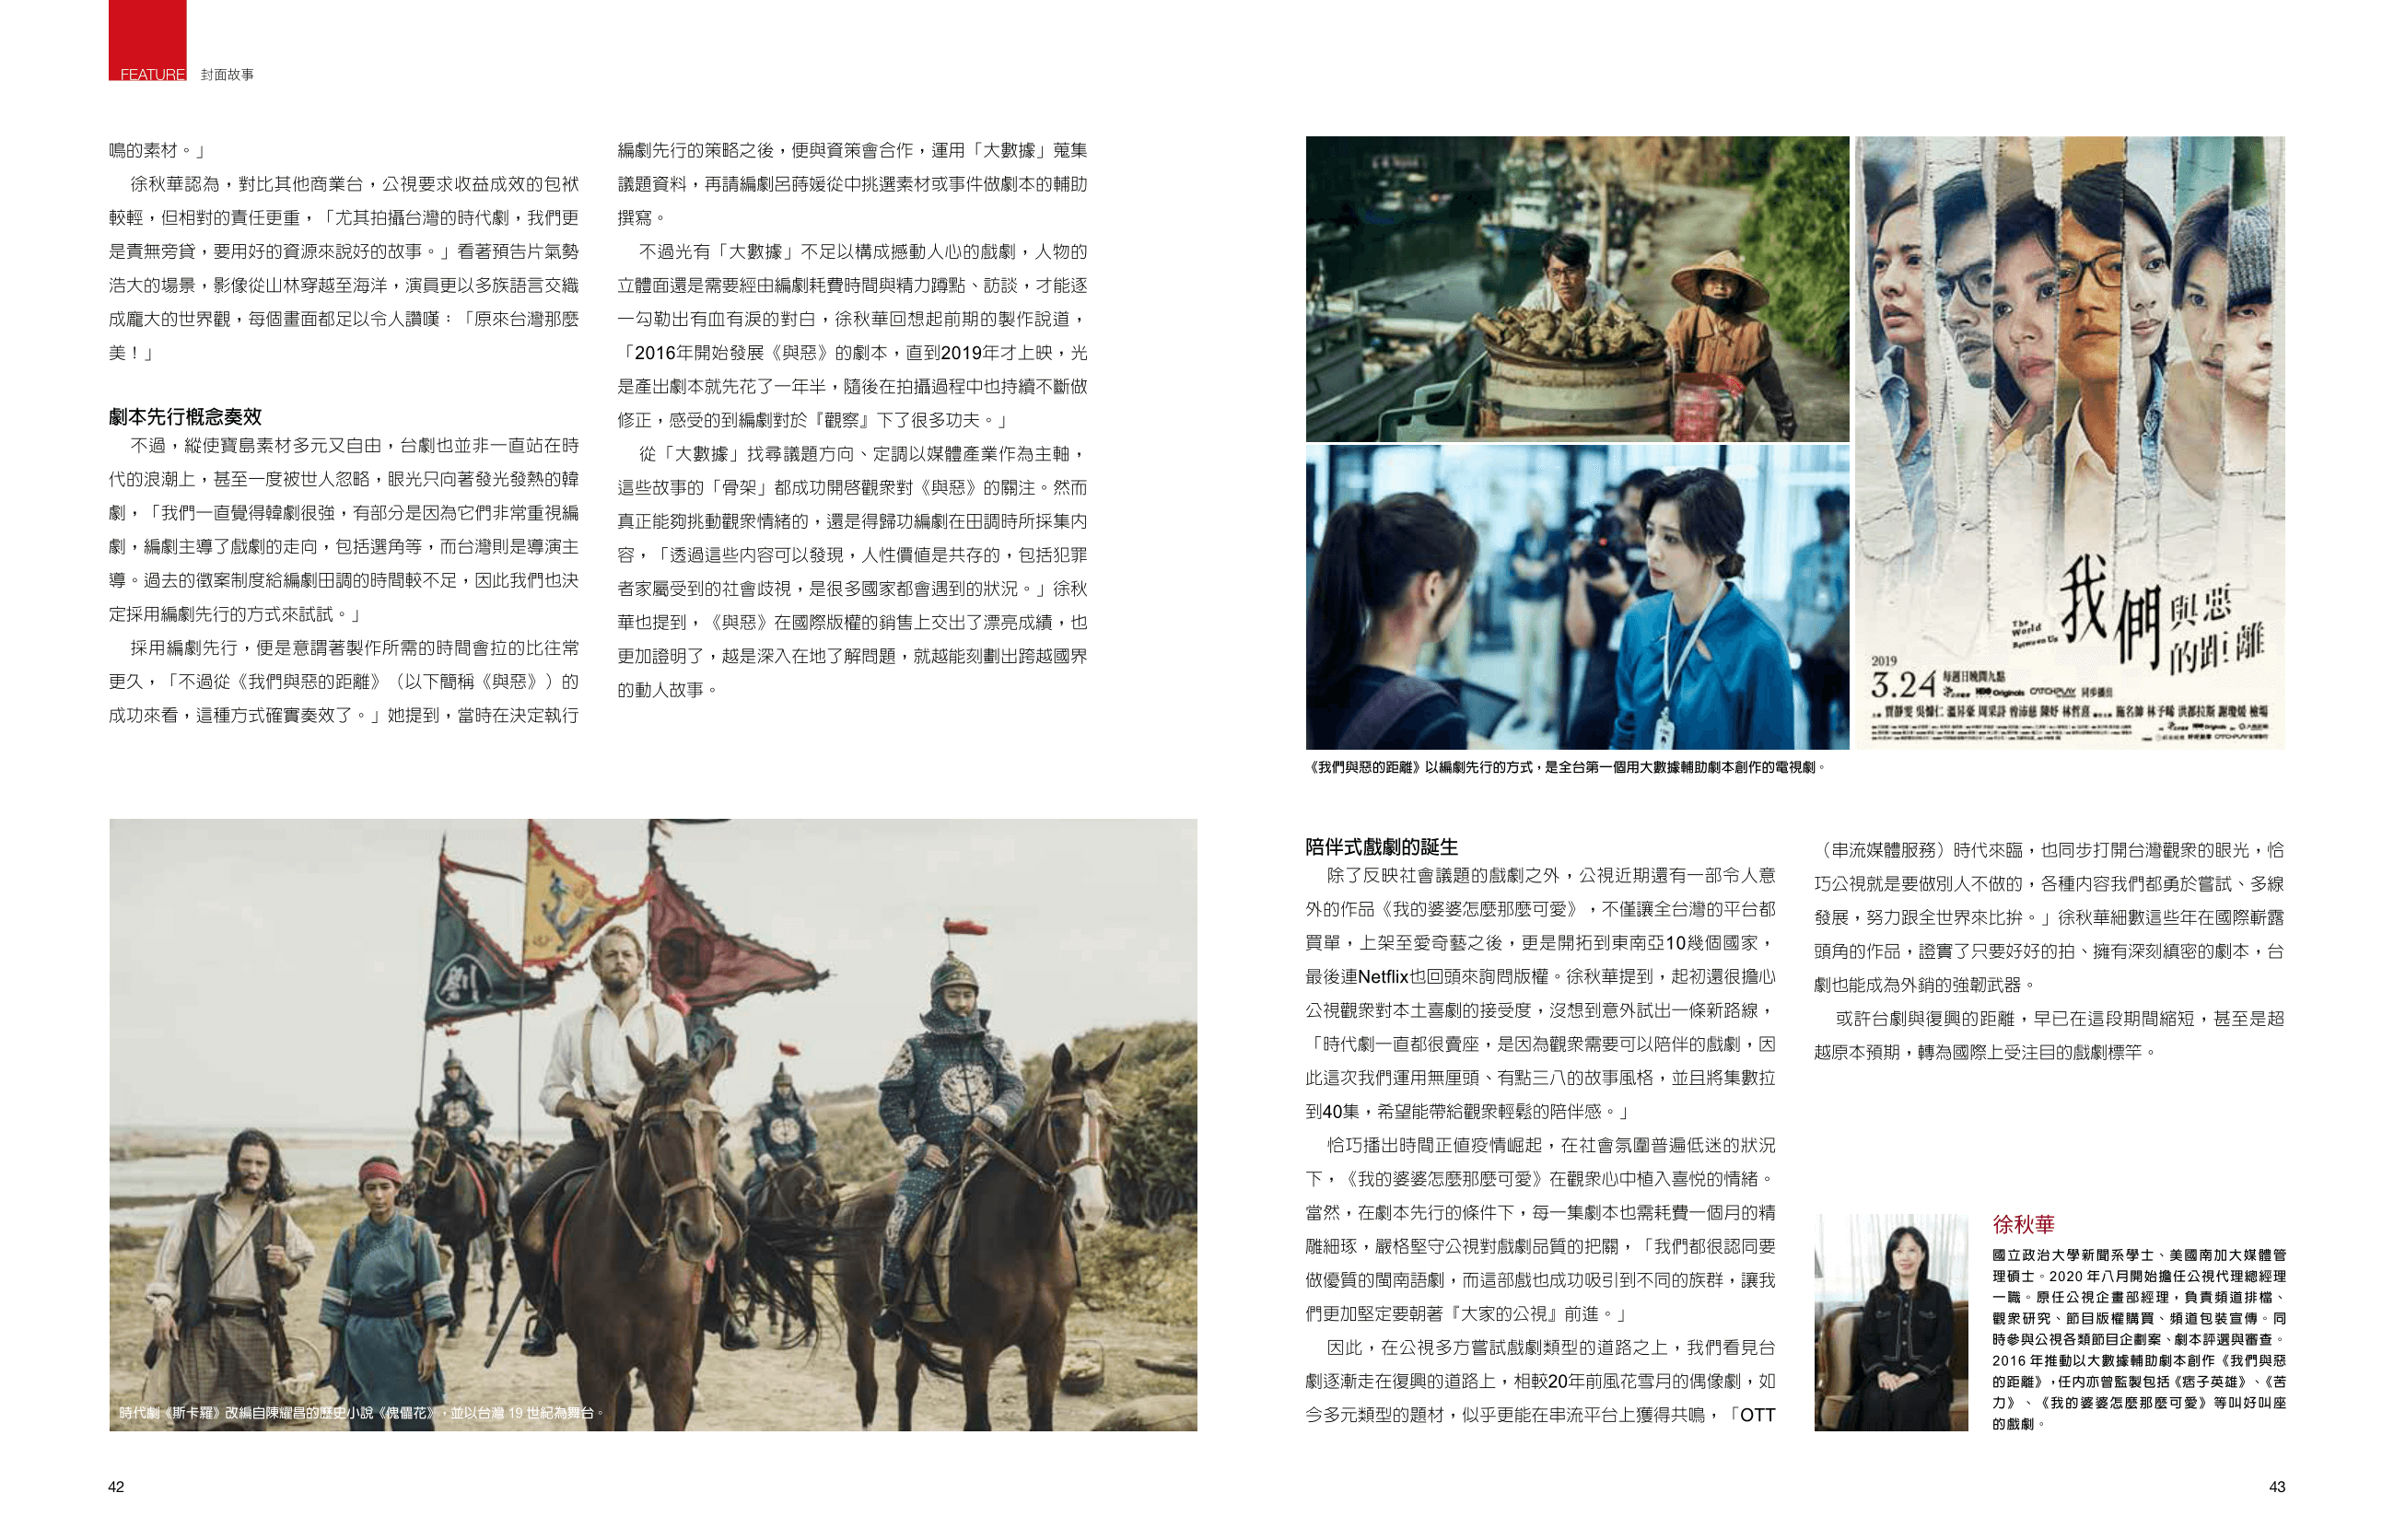 FEATURE 封面故事
鳴的素材。」
徐秋華認為，對比其他商業台，公視要求收益成效的包袱
較輕，但相對的責任更重，「尤其拍攝台灣的時代劇，我們更
是責無旁貸，要用好的資源來說好的故事。」看著預告片氣勢
浩大的場景，影像從山林穿越至海洋，演員更以多族語言交織
成龐大的世界觀，每個畫面都足以令人讚嘆：「原來台灣那麼
美！」
劇本先行概念奏效
不過，縱使寶島素材多元又自由，台劇也並非一直站在時
代的浪潮上，甚至一度被世人忽略，眼光只向著發光發熱的韓
劇，「我們一直覺得韓劇很強，有部分是因為它們非常重視編
劇，編劇主導了戲劇的走向，包括選角等，而台灣則是導演主
導。過去的徵案制度給編劇田調的時間較不足，因此我們也決
定採用編劇先行的方式來試試。」
採用編劇先行，便是意謂著製作所需的時間會拉的比往常
更久，「不過從《我們與惡的距離》（以下簡稱《與惡》）的
成功來看，這種方式確實奏效了。」她提到，當時在決定執行
編劇先行的策略之後，便與資策會合作，運用「大數據」蒐集
議題資料，再請編劇呂蒔媛從中挑選素材或事件做劇本的輔助
撰寫。
不過光有「大數據」不足以構成撼動人心的戲劇，人物的
立體面還是需要經由編劇耗費時間與精力蹲點、訪談，才能逐
一勾勒出有血有淚的對白，徐秋華回想起前期的製作說道，
「2016年開始發展《與惡》的劇本，直到2019年才上映，光
是產出劇本就先花了一年半，隨後在拍攝過程中也持續不斷做
修正，感受的到編劇對於『觀察』下了很多功夫。」
從「大數據」找尋議題方向、定調以媒體產業作為主軸，
這些故事的「骨架」都成功開啓觀衆對《與惡》的關注。然而
真正能夠挑動觀衆情緒的，還是得歸功編劇在田調時所採集内
容，「透過這些内容可以發現，人性價值是共存的，包括犯罪
者家屬受到的社會歧視，是很多國家都會遇到的狀況。」徐秋
華也提到，《與惡》在國際版權的銷售上交出了漂亮成績，也
更加證明了，越是深入在地了解問題，就越能刻劃出跨越國界
的動人故事。
劉
時代劇《斯卡羅》改編自陳耀昌的歷史小說《傀儡花》，並以台灣 19 世紀為舞台。
42
我們與惡的距離
The World Between Us
2019
3.24 每週日晚間九點
HBO Originals CATCHPLAY 同步播出
賈靜雯 吳慷仁 溫昇豪 周采詩 曾沛慈 陳妤 林哲熹 施名帥 林予晞 洪都拉斯 謝瓊煖 檢場
《我們與惡的距離》以編劇先行的方式，是全台第一個用大數據輔助劇本創作的電視劇。
陪伴式戲劇的誕生
除了反映社會議題的戲劇之外，公視近期還有一部令人意
外的作品《我的婆婆怎麼那麼可愛》，不僅讓全台灣的平台都
買單，上架至愛奇藝之後，更是開拓到東南亞10幾個國家，
最後連Netflix也回頭來詢問版權。徐秋華提到，起初還很擔心
公視觀衆對本土喜劇的接受度，沒想到意外試出一條新路線，
「時代劇一直都很賣座，是因為觀衆需要可以陪伴的戲劇，因
此這次我們運用無厘頭、有點三八的故事風格，並且將集數拉
到40集，希望能帶給觀衆輕鬆的陪伴感。」
恰巧播出時間正值疫情崛起，在社會氛圍普遍低迷的狀況
下，《我的婆婆怎麼那麼可愛》在觀衆心中植入喜悅的情緒。
當然，在劇本先行的條件下，每一集劇本也需耗費一個月的精
雕細琢，嚴格堅守公視對戲劇品質的把關，「我們都很認同要
做優質的閩南語劇，而這部戲也成功吸引到不同的族群，讓我
們更加堅定要朝著『大家的公視』前進。」
因此，在公視多方嘗試戲劇類型的道路之上，我們看見台
劇逐漸走在復興的道路上，相較20年前風花雪月的偶像劇，如
今多元類型的題材，似乎更能在串流平台上獲得共鳴，「OTT
（串流媒體服務）時代來臨，也同步打開台灣觀衆的眼光，恰
巧公視就是要做別人不做的，各種内容我們都勇於嘗試、多線
發展，努力跟全世界來比拚。」徐秋華細數這些年在國際嶄露
頭角的作品，證實了只要好好的拍、擁有深刻縝密的劇本，台
劇也能成為外銷的強韌武器。
或許台劇與復興的距離，早已在這段期間縮短，甚至是超
越原本預期，轉為國際上受注目的戲劇標竿。
徐秋華
國立政治大學新聞系學士、美國南加大媒體管
理碩士。2020 年八月開始擔任公視代理總經理
一職。原任公視企畫部經理，負責頻道排檔、
觀衆研究、節目版權購買、頻道包裝宣傳。同
時參與公視各類節目企劃案、劇本評選與審查。
2016 年推動以大數據輔助劇本創作《我們與惡
的距離》，任内亦曾監製包括《痞子英雄》、《苦
力》、《我的婆婆怎麼那麼可愛》等叫好叫座
的戲劇。
43